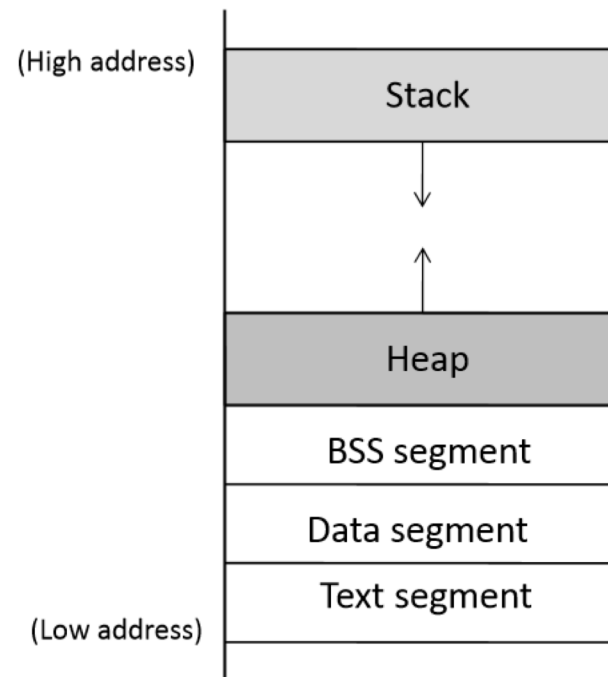 (High address)
Stack
Heap
BSS segment
Data segment
Text segment
(Low address)